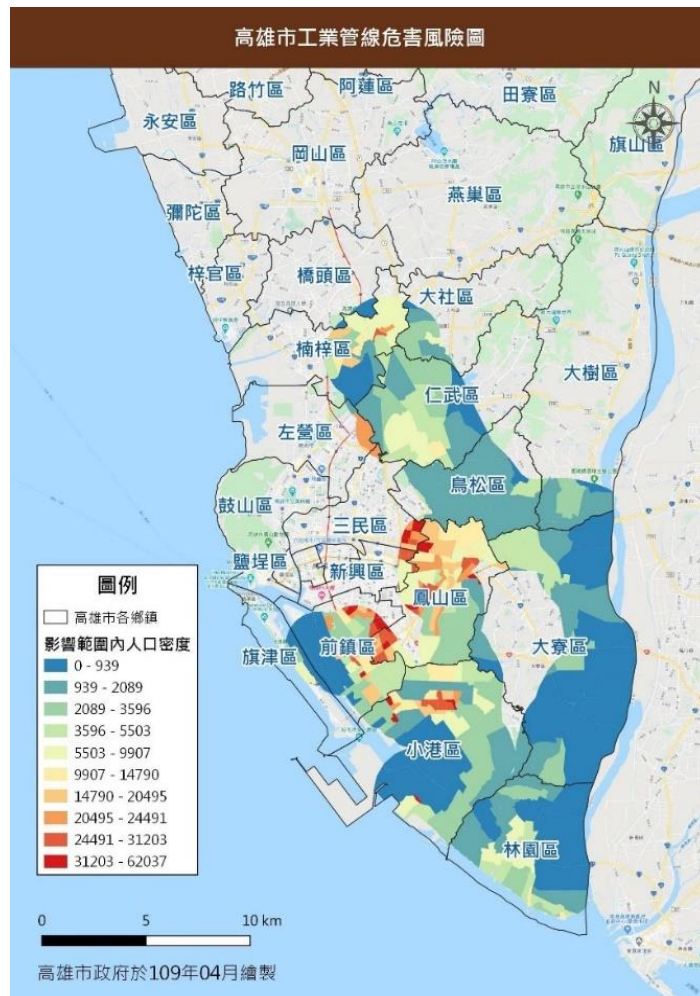 高雄市工業管線危害風險圖
N
路竹區
阿蓮區
田寮區
永安區
岡山區
旗山區
燕巢區
彌陀區
梓官區
橋頭區
大社區
楠梓區
大樹區
仁武區
左營區
鳥松區
鼓山區
三民區
鹽埕區
新興區
鳳山區
旗津區
前鎮區
大寮區
小港區
林園區
圖例
高雄市各鄉鎮
影響範圍內人口密度
0 - 939
939 - 2089
2089 - 3596
3596 - 5503
5503 - 9907
9907 - 14790
14790 - 20495
20495 - 24491
24491 - 31203
31203 - 62037
0 5 10 km
高雄市政府於109年04月繪製